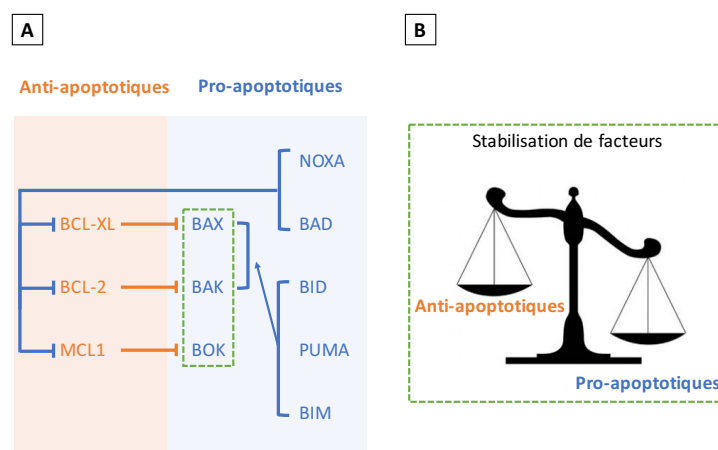 A
Anti-apoptotiques
Pro-apoptotiques
NOXA
BCL-XL
BAX
BAD
BCL-2
BAK
BID
MCL1
BOK
PUMA
BIM
B
Stabilisation de facteurs
Anti-apoptotiques
Pro-apoptotiques